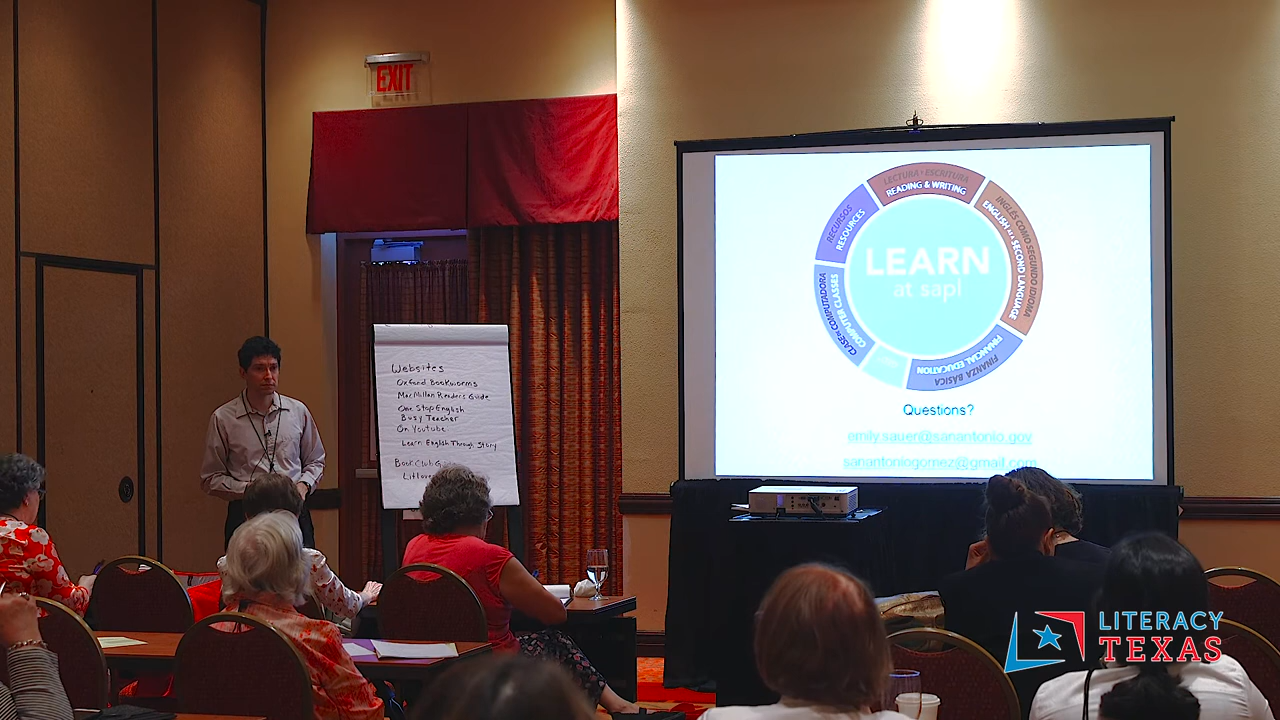 EXIT
Websites
Oxford Bookworms
MacMillan Readers Guide
One Stop English
Busy Teacher
On Youtube
Learn English Through Story
Book Club
LECTURA Y ESCRITURA
READING & WRITING
INGLÉS COMO SEGUNDO IDIOMA
ENGLISH AS A SECOND LANGUAGE
FINANCIAL EDUCATION
FINANZA BÁSICA
CLASE DE COMPUTADORA
COMPUTER CLASSES
RECURSOS
RESOURCES
LEARN
at sapl
Questions?
emily.sauer@sanantonio.gov
sanantoniogomez@gmail.com
LITERACY
TEXAS